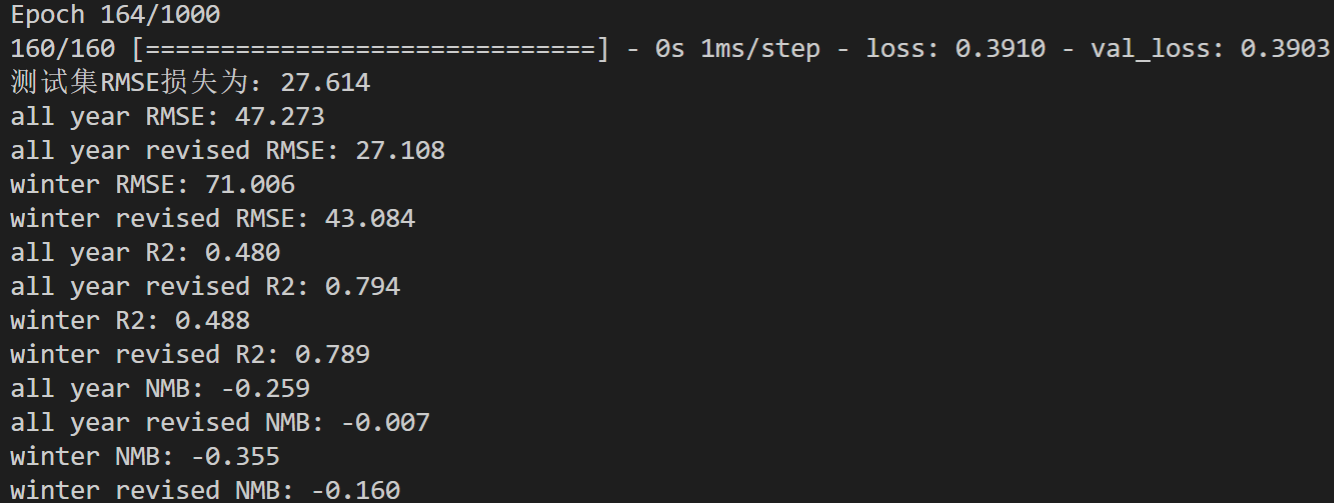 Epoch 164/1000
160/160 [==============================] - 0s 1ms/step - loss: 0.3910 - val_loss: 0.3903
测试集RMSE损失为：27.614
all year RMSE: 47.273
all year revised RMSE: 27.108
winter RMSE: 71.006
winter revised RMSE: 43.084
all year R2: 0.480
all year revised R2: 0.794
winter R2: 0.488
winter revised R2: 0.789
all year NMB: -0.259
all year revised NMB: -0.007
winter NMB: -0.355
winter revised NMB: -0.160